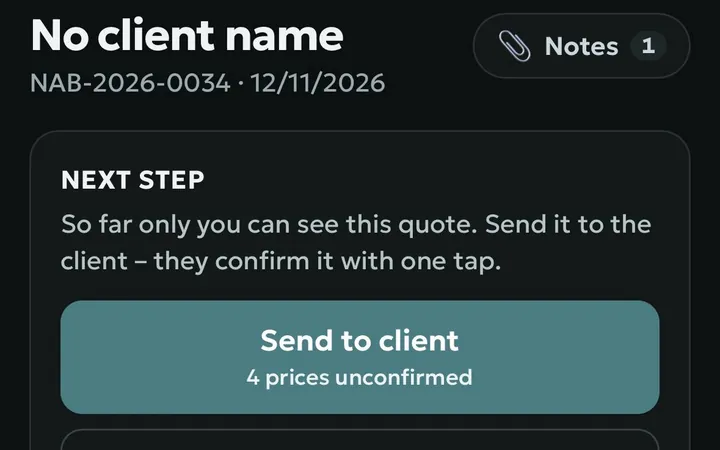 No client name
Notes 1
NAB-2026-0034 · 12/11/2026
NEXT STEP
So far only you can see this quote. Send it to the
client – they confirm it with one tap.
Send to client
4 prices unconfirmed